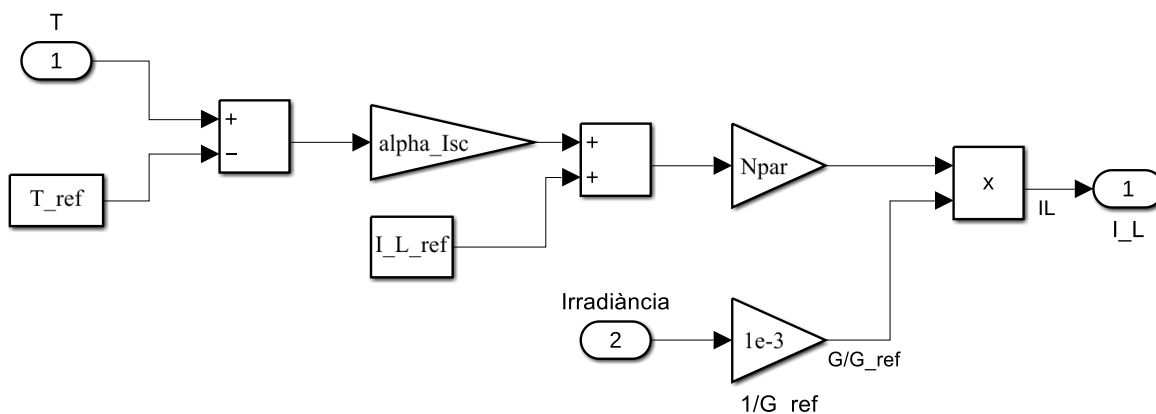 T
1
+
−
T_ref
alpha_Isc
I_L_ref
+
+
Npar
x
IL
1
I_L
Irradiància
2
1e-3
G/G_ref
1/G_ref